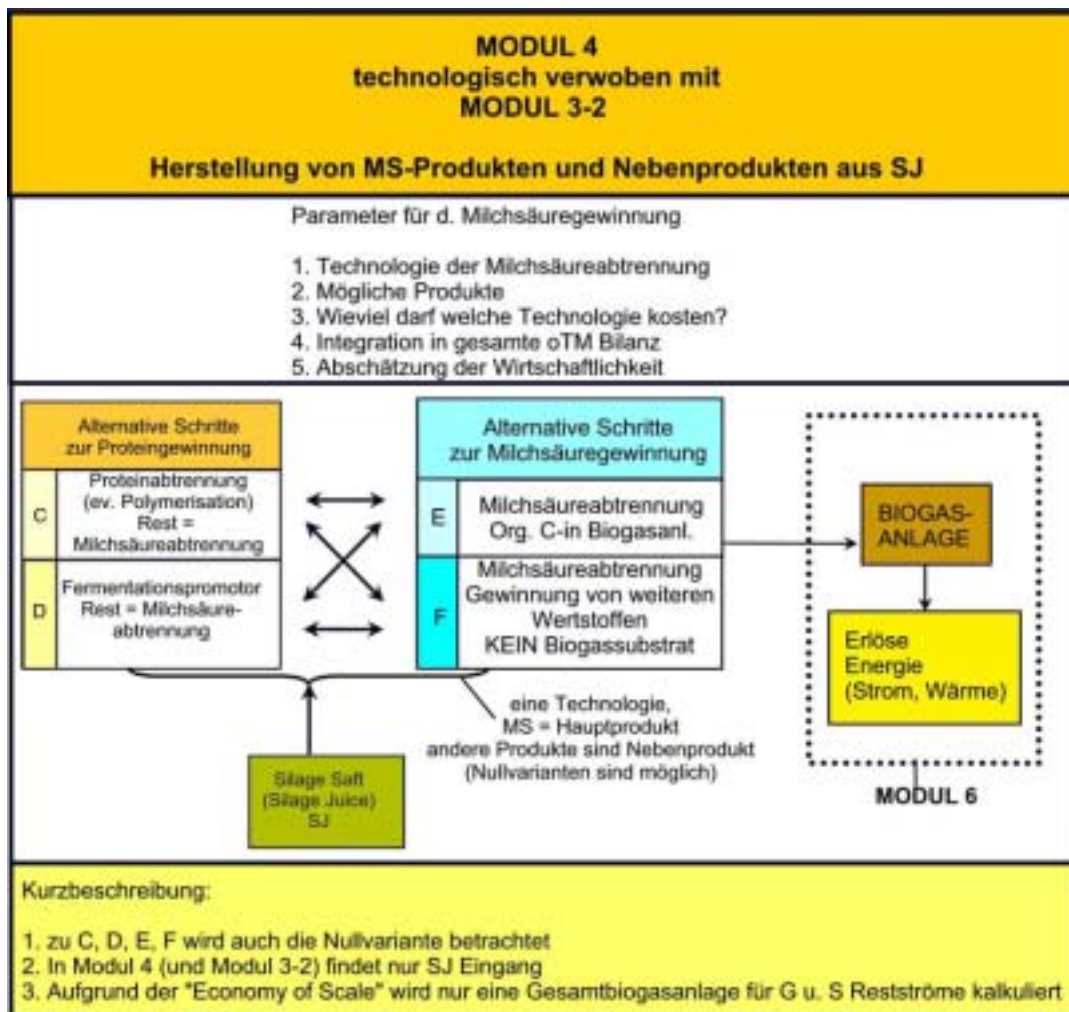 MODUL 4
technologisch verwoben mit
MODUL 3-2
Herstellung von MS-Produkten und Nebenprodukten aus SJ
Parameter für d. Milchsäuregewinnung
1. Technologie der Milchsäureabtrennung
2. Mögliche Produkte
3. Wieviel darf welche Technologie kosten?
4. Integration in gesamte oTM Bilanz
5. Abschätzung der Wirtschaftlichkeit
Alternative Schritte
zur Proteingewinnung
C
Proteinabtrennung
(ev. Polymerisation)
Rest =
Milchsäureabtrennung
D
Fermentationspromotor
Rest = Milchsäure-
abtrennung
Alternative Schritte
zur Milchsäuregewinnung
E
Milchsäureabtrennung
Org. C-in Biogasanl.
F
Milchsäureabtrennung
Gewinnung von weiteren
Wertstoffen
KEIN Biogassubstrat
BIOGAS-
ANLAGE
Erlöse
Energie
(Strom, Wärme)
MODUL 6
eine Technologie,
MS = Hauptprodukt
andere Produkte sind Nebenprodukt
(Nullvarianten sind möglich)
Silage Saft
(Silage Juice)
SJ
Kurzbeschreibung:
1. zu C, D, E, F wird auch die Nullvariante betrachtet
2. In Modul 4 (und Modul 3-2) findet nur SJ Eingang
3. Aufgrund der "Economy of Scale" wird nur eine Gesamtbiogasanlage für G u. S Restströme kalkuliert